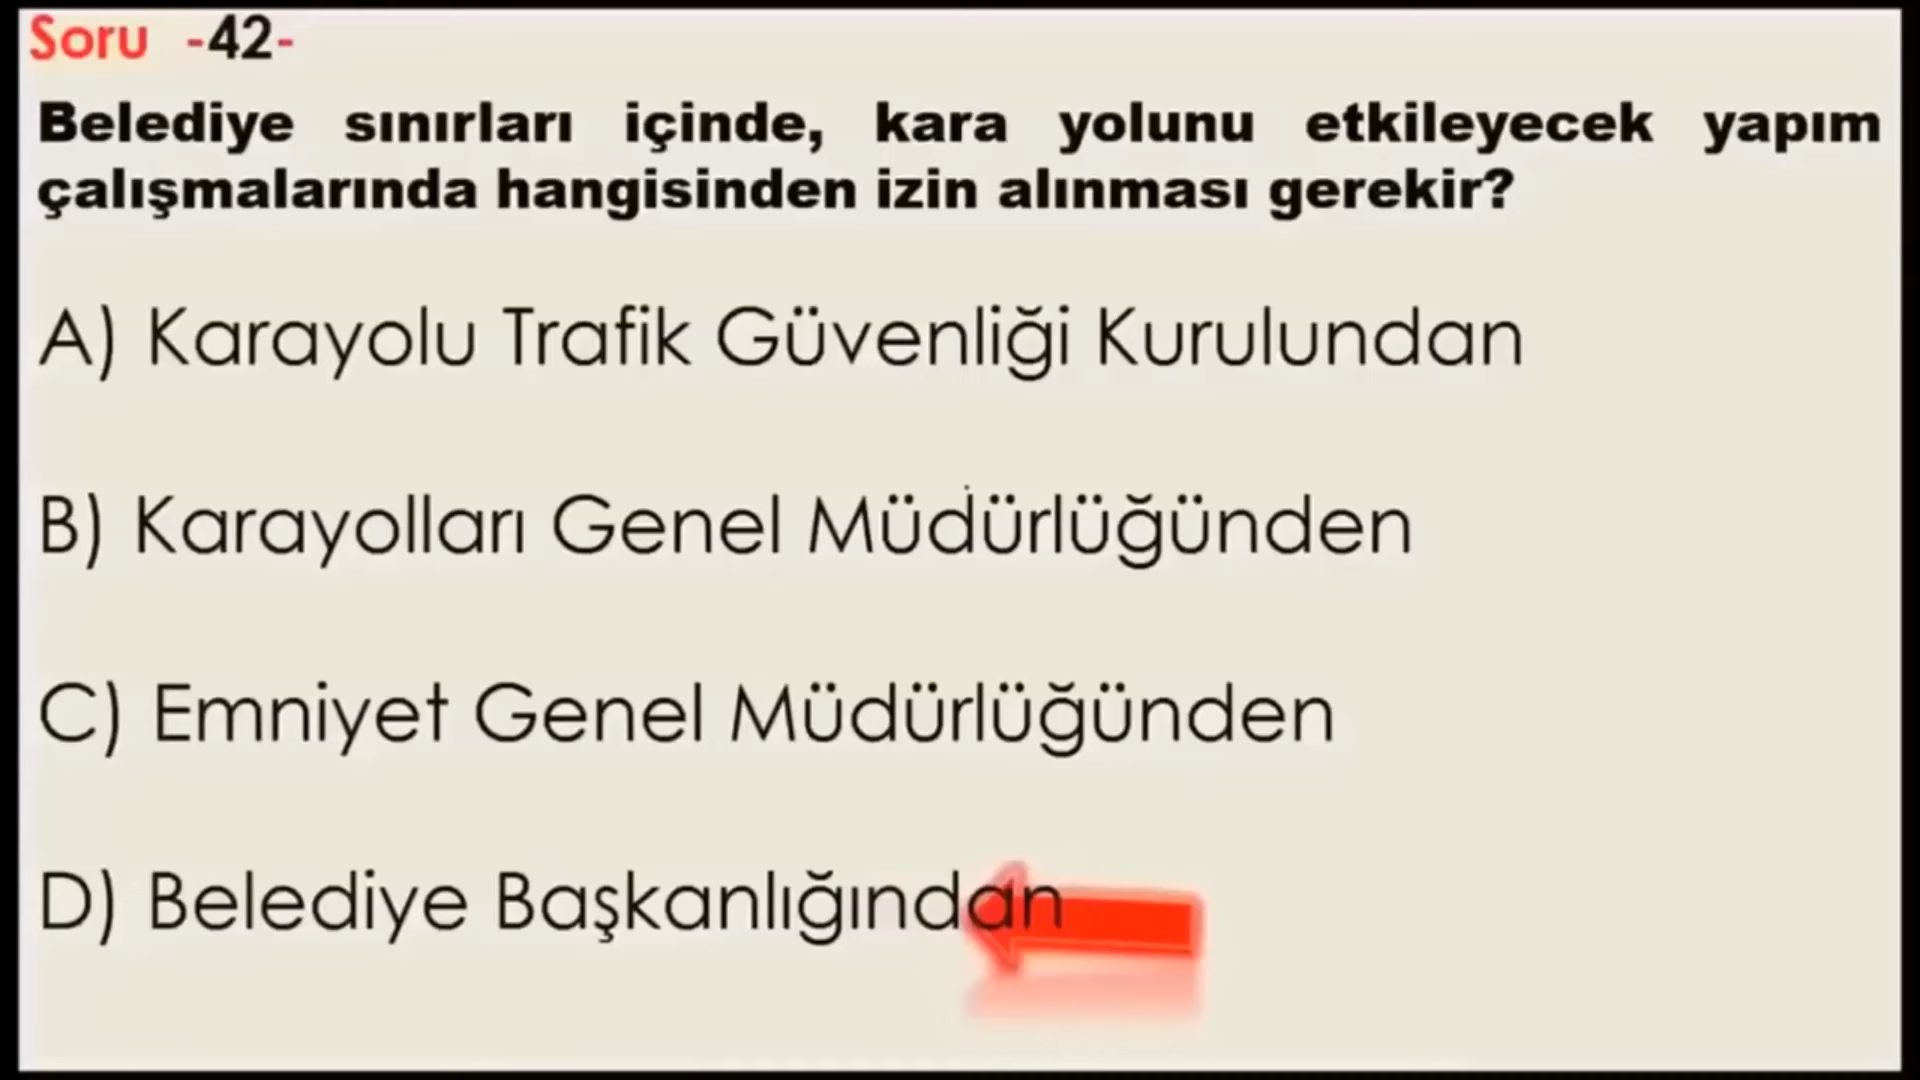 Soru -42-
Belediye sınırları içinde, kara yolunu etkileyecek yapım
çalışmalarında hangisinden izin alınması gerekir?
A) Karayolu Trafik Güvenliği Kurulundan
B) Karayolları Genel Müdürlüğünden
C) Emniyet Genel Müdürlüğünden
D) Belediye Başkanlığından